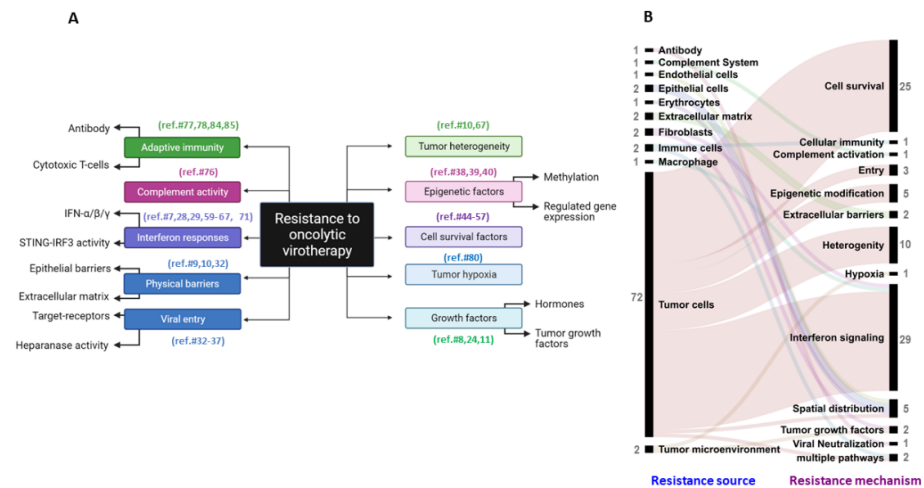 A
(ref.#77,78,84,85)
Antibody
Adaptive immunity
Cytotoxic T-cells
(ref.#76)
Complement activity
IFN-α/β/γ
(ref.#7,28,29,59-67, 71)
Interferon responses
STING-IRF3 activity
(ref.#9,10,32)
Epithelial barriers
Physical barriers
Extracellular matrix
Target-receptors
Viral entry
Heparanase activity
(ref.#32-37)
Resistance to
oncolytic
virotherapy
(ref.#10,67)
Tumor heterogeneity
(ref.#38,39,40)
Methylation
Epigenetic factors
Regulated gene
expression
(ref.#44-57)
Cell survival factors
(ref.#80)
Tumor hypoxia
Hormones
Growth factors
Tumor growth
factors
(ref.#8,24,11)
B
1 Antibody
1 Complement System
1 Endothelial cells
2 Epithelial cells
1 Erythrocytes
2 Extracellular matrix
2 Fibroblasts
2 Immune cells
1 Macrophage
72 Tumor cells
2 Tumor microenvironment
Cell survival 25
Cellular immunity 1
Complement activation 1
Entry 3
Epigenetic modification 5
Extracellular barriers 2
Heterogenity 10
Hypoxia 1
Interferon signaling 29
Spatial distribution 5
Tumor growth factors 2
Viral Neutralization 1
multiple pathways 2
Resistance source
Resistance mechanism